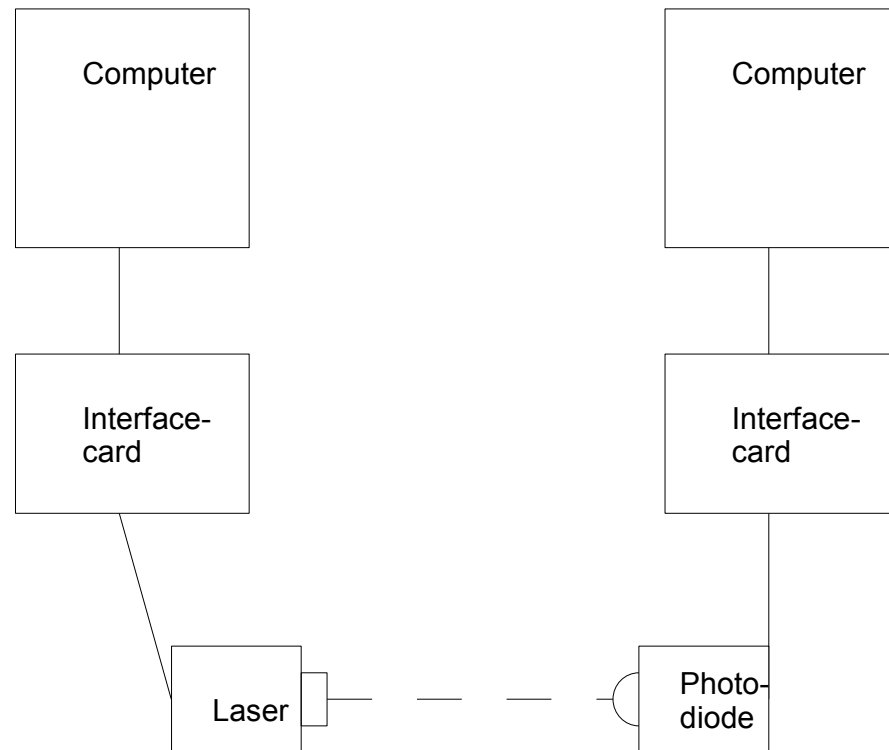 Computer
Computer
Interface-
card
Interface-
card
Laser
Photo-
diode